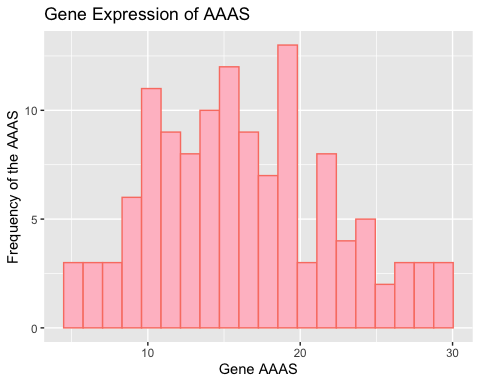 Gene Expression of AAAS
Frequency of the AAAS
10
5
0
10
20
30
Gene AAAS